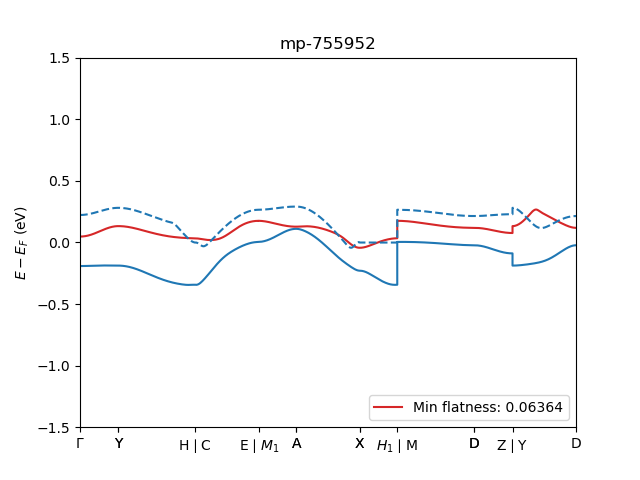 mp-755952
E − E_F (eV)
1.5
1.0
0.5
0.0
−0.5
−1.0
−1.5
Min flatness: 0.06364
Γ Y H | C E | M₁ A X H₁ | M D Z | Y D